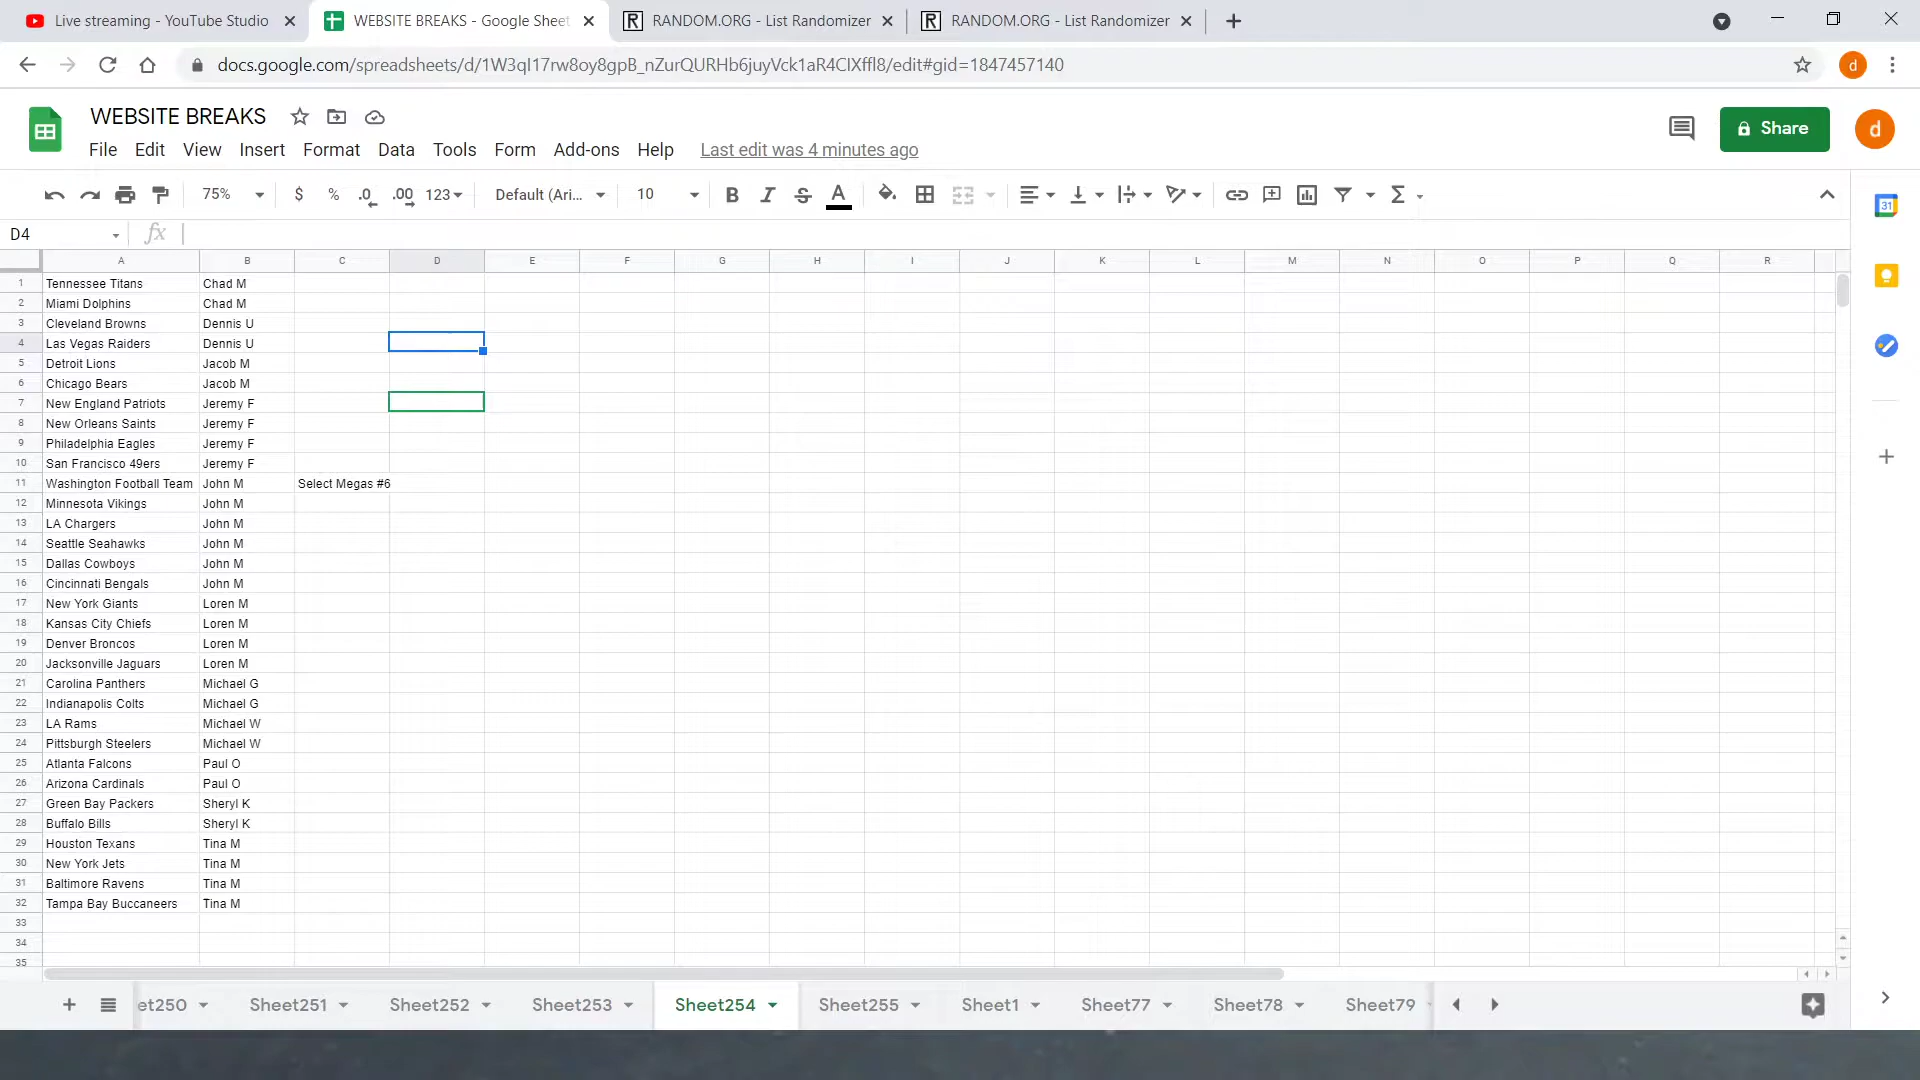 Live streaming - YouTube Studio
WEBSITE BREAKS - Google Sheet
RANDOM.ORG - List Randomizer
RANDOM.ORG - List Randomizer
docs.google.com/spreadsheets/d/1W3qI17rw8oy8gpB_nZurQURHb6juyVck1aR4CIXffl8/edit#gid=1847457140
d
WEBSITE BREAKS
Share
d
File Edit View Insert Format Data Tools Form Add-ons Help Last edit was 4 minutes ago
75% $ % .0 .00 123 Default (Ari... 10 B I S A Σ
31
D4 fx
A B C D E F G H I J K L M N O P Q R
1 Tennessee Titans Chad M
2 Miami Dolphins Chad M
3 Cleveland Browns Dennis U
4 Las Vegas Raiders Dennis U
5 Detroit Lions Jacob M
6 Chicago Bears Jacob M
7 New England Patriots Jeremy F
8 New Orleans Saints Jeremy F
9 Philadelphia Eagles Jeremy F
10 San Francisco 49ers Jeremy F
11 Washington Football Team John M Select Megas #6
12 Minnesota Vikings John M
13 LA Chargers John M
14 Seattle Seahawks John M
15 Dallas Cowboys John M
16 Cincinnati Bengals John M
17 New York Giants Loren M
18 Kansas City Chiefs Loren M
19 Denver Broncos Loren M
20 Jacksonville Jaguars Loren M
21 Carolina Panthers Michael G
22 Indianapolis Colts Michael G
23 LA Rams Michael W
24 Pittsburgh Steelers Michael W
25 Atlanta Falcons Paul O
26 Arizona Cardinals Paul O
27 Green Bay Packers Sheryl K
28 Buffalo Bills Sheryl K
29 Houston Texans Tina M
30 New York Jets Tina M
31 Baltimore Ravens Tina M
32 Tampa Bay Buccaneers Tina M
33
34
35
et250 Sheet251 Sheet252 Sheet253 Sheet254 Sheet255 Sheet1 Sheet77 Sheet78 Sheet79